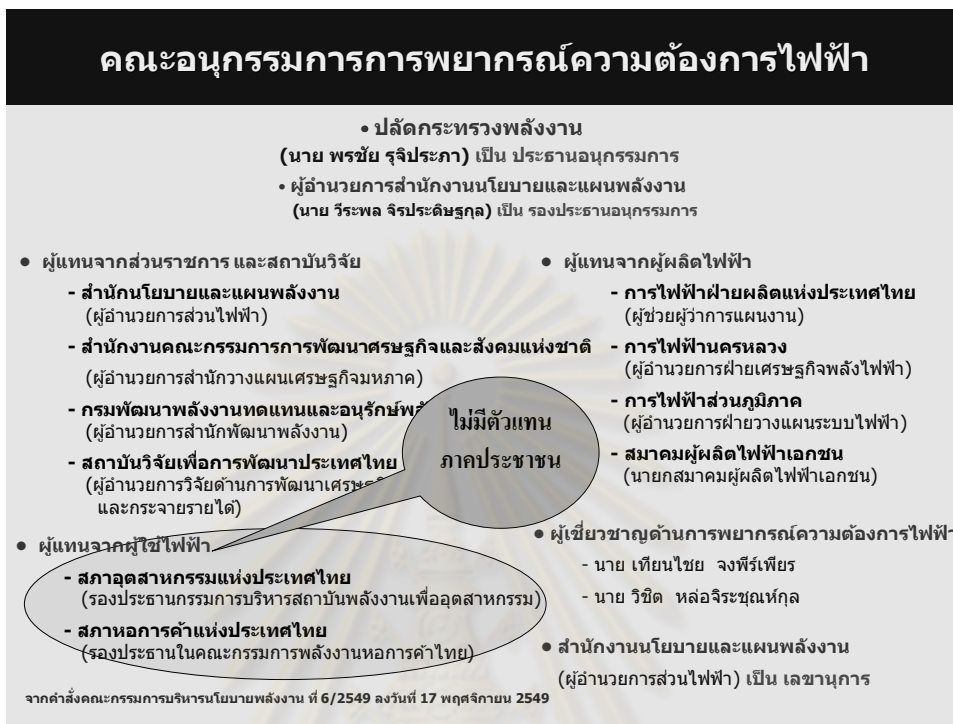 คณะอนุกรรมการการพยากรณ์ความต้องการไฟฟ้า
• ปลัดกระทรวงพลังงาน
(นาย พรชัย รุจิประภา) เป็น ประธานอนุกรรมการ
• ผู้อำนวยการสำนักงานนโยบายและแผนพลังงาน
(นาย วีระพล จิรประดิษฐกุล) เป็น รองประธานอนุกรรมการ
• ผู้แทนจากส่วนราชการ และสถาบันวิจัย
- สำนักนโยบายและแผนพลังงาน
(ผู้อำนวยการส่วนไฟฟ้า)
- สำนักงานคณะกรรมการการพัฒนาศรษฐกิจและสังคมแห่งชาติ
(ผู้อำนวยการสำนักวางแผนเศรษฐกิจมหภาค)
- กรมพัฒนาพลังงานทดแทนและอนุรักษ์พลั
(ผู้อำนวยการสำนักพัฒนาพลังงาน)
- สถาบันวิจัยเพื่อการพัฒนาประเทศไทย
(ผู้อำนวยการวิจัยด้านการพัฒนาเศรษฐกิ
และกระจายรายได้)
ไม่มีตัวแทน
ภาคประชาชน
• ผู้แทนจากผู้ใช้ไฟฟ้า
- สภาอุตสาหกรรมแห่งประเทศไทย
(รองประธานกรรมการบริหารสถาบันพลังงานเพื่ออุตสาหกรรม)
- สภาหอการค้าแห่งประเทศไทย
(รองประธานในคณะกรรมการพลังงานหอการค้าไทย)
• ผู้แทนจากผู้ผลิตไฟฟ้า
- การไฟฟ้าฝ่ายผลิตแห่งประเทศไทย
(ผู้ช่วยผู้ว่าการแผนงาน)
- การไฟฟ้านครหลวง
(ผู้อำนวยการฝ่ายเศรษฐกิจพลังไฟฟ้า)
- การไฟฟ้าส่วนภูมิภาค
(ผู้อำนวยการฝ่ายวางแผนระบบไฟฟ้า)
- สมาคมผู้ผลิตไฟฟ้าเอกชน
(นายกสมาคมผู้ผลิตไฟฟ้าเอกชน)
• ผู้เชี่ยวชาญด้านการพยากรณ์ความต้องการไฟฟ้า
- นาย เทียนไชย จงพีร์เพียร
- นาย วิชิต หล่อจิระชุณห์กุล
• สำนักงานนโยบายและแผนพลังงาน
(ผู้อำนวยการส่วนไฟฟ้า) เป็น เลขานุการ
จากคำสั่งคณะกรรมการบริหารนโยบายพลังงาน ที่ 6/2549 ลงวันที่ 17 พฤศจิกายน 2549